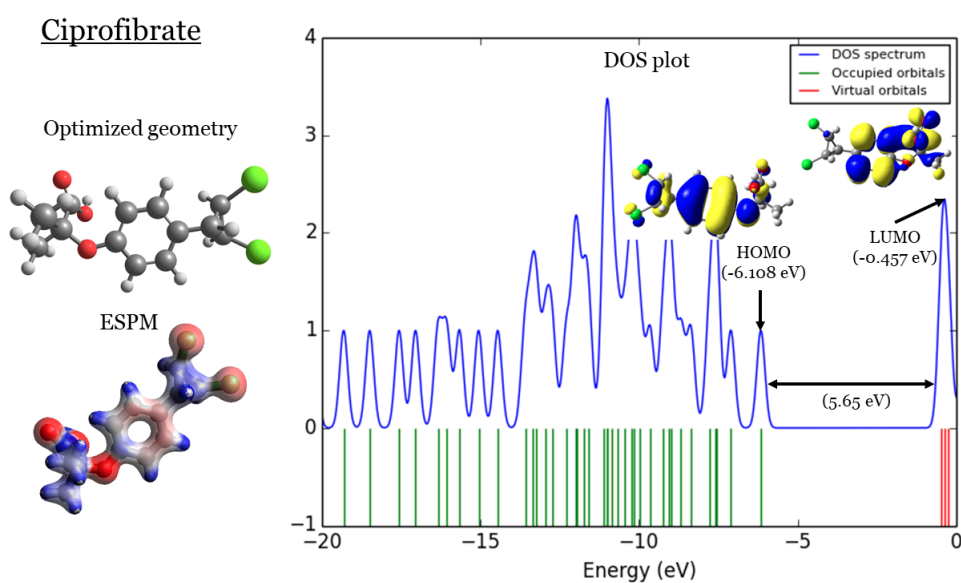 Ciprofibrate
Optimized geometry
ESPM
DOS plot
DOS spectrum
Occupied orbitals
Virtual orbitals
HOMO
(-6.108 eV)
LUMO
(-0.457 eV)
(5.65 eV)
4
3
2
1
0
−1
−20
−15
−10
−5
0
Energy (eV)